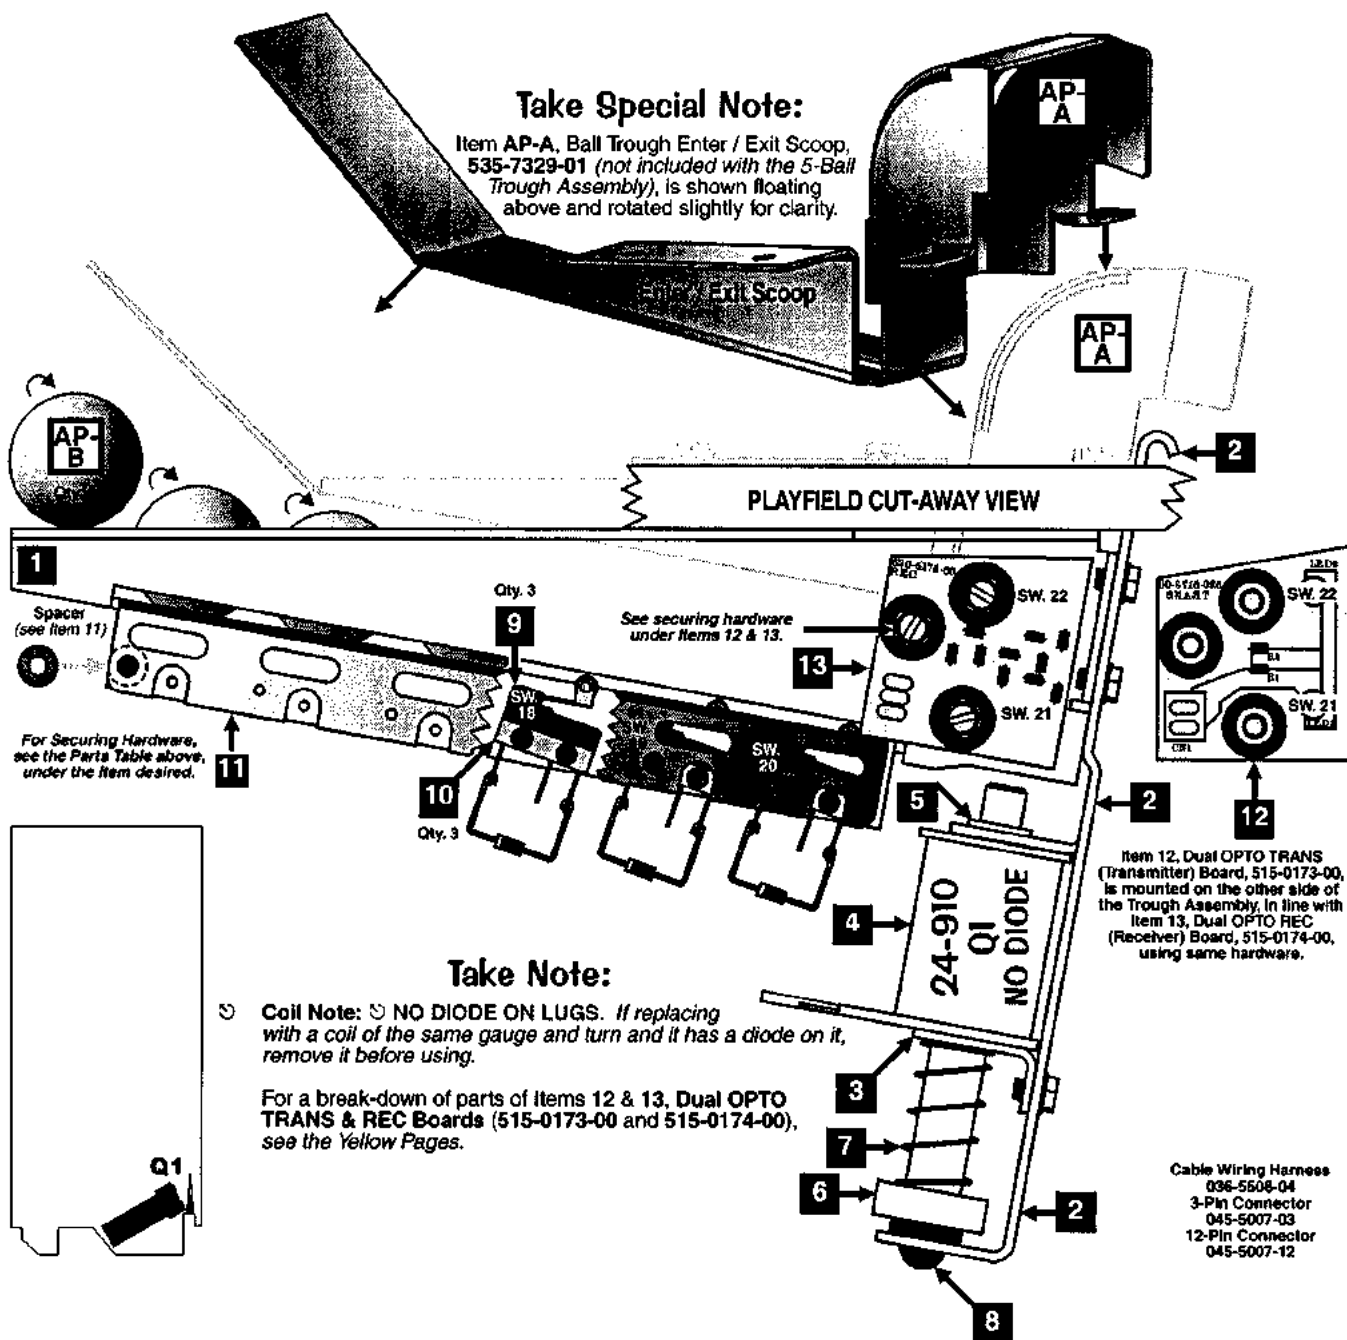 Take Special Note:
Item AP-A, Ball Trough Enter / Exit Scoop,
535-7329-01 (not included with the 5-Ball
Trough Assembly), is shown floating
above and rotated slightly for clarity.
AP-
A
Enter / Exit Scoop
AP-
A
AP-
B
2
PLAYFIELD CUT-AWAY VIEW
1
Spacer
(see Item 11)
Qty. 3
9
See securing hardware
under Items 12 & 13.
13
SW. 22
SW. 21
SW. 22
SW. 21
SW.
18
SW.
20
For Securing Hardware,
see the Parts Table above,
under the Item desired.
11
10
Qty. 3
5
2
12
Item 12, Dual OPTO TRANS
(Transmitter) Board, 515-0173-00,
is mounted on the other side of
the Trough Assembly, in line with
Item 13, Dual OPTO REC
(Receiver) Board, 515-0174-00,
using same hardware.
4
24-910
Q1
NO DIODE
Take Note:
Coil Note: NO DIODE ON LUGS. If replacing
with a coil of the same gauge and turn and it has a diode on it,
remove it before using.
For a break-down of parts of Items 12 & 13, Dual OPTO
TRANS & REC Boards (515-0173-00 and 515-0174-00),
see the Yellow Pages.
3
7
6
2
8
Q1
Cable Wiring Harness
036-5508-04
3-Pin Connector
045-5007-03
12-Pin Connector
045-5007-12